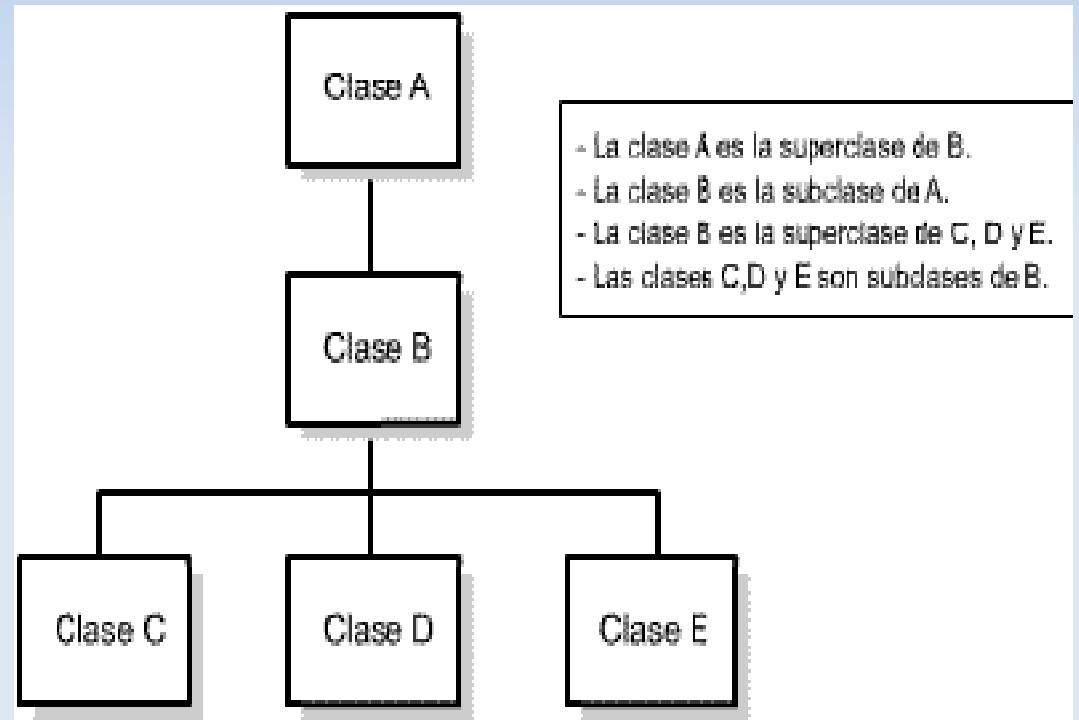 Clase A
- La clase A es la superclase de B.
- La clase B es la subclase de A.
- La clase B es la superclase de C, D y E.
- Las clases C,D y E son subclases de B.
Clase B
Clase C
Clase D
Clase E